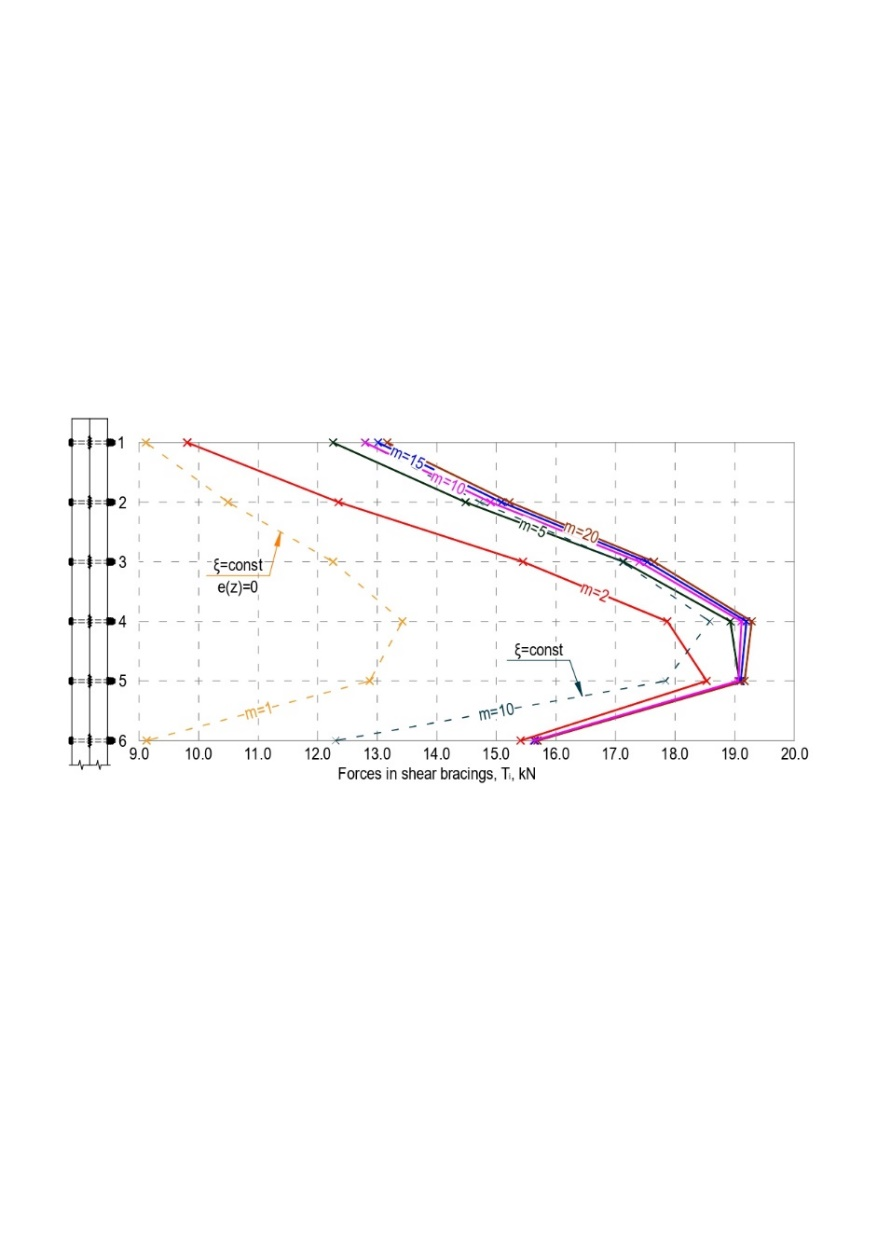 1
m=15
m=10
2
m=5
m=20
ξ=const
e(z)=0
3
m=2
4
ξ=const
5
m=1
m=10
6
9.0 10.0 11.0 12.0 13.0 14.0 15.0 16.0 17.0 18.0 19.0 20.0
Forces in shear bracings, Ti, kN